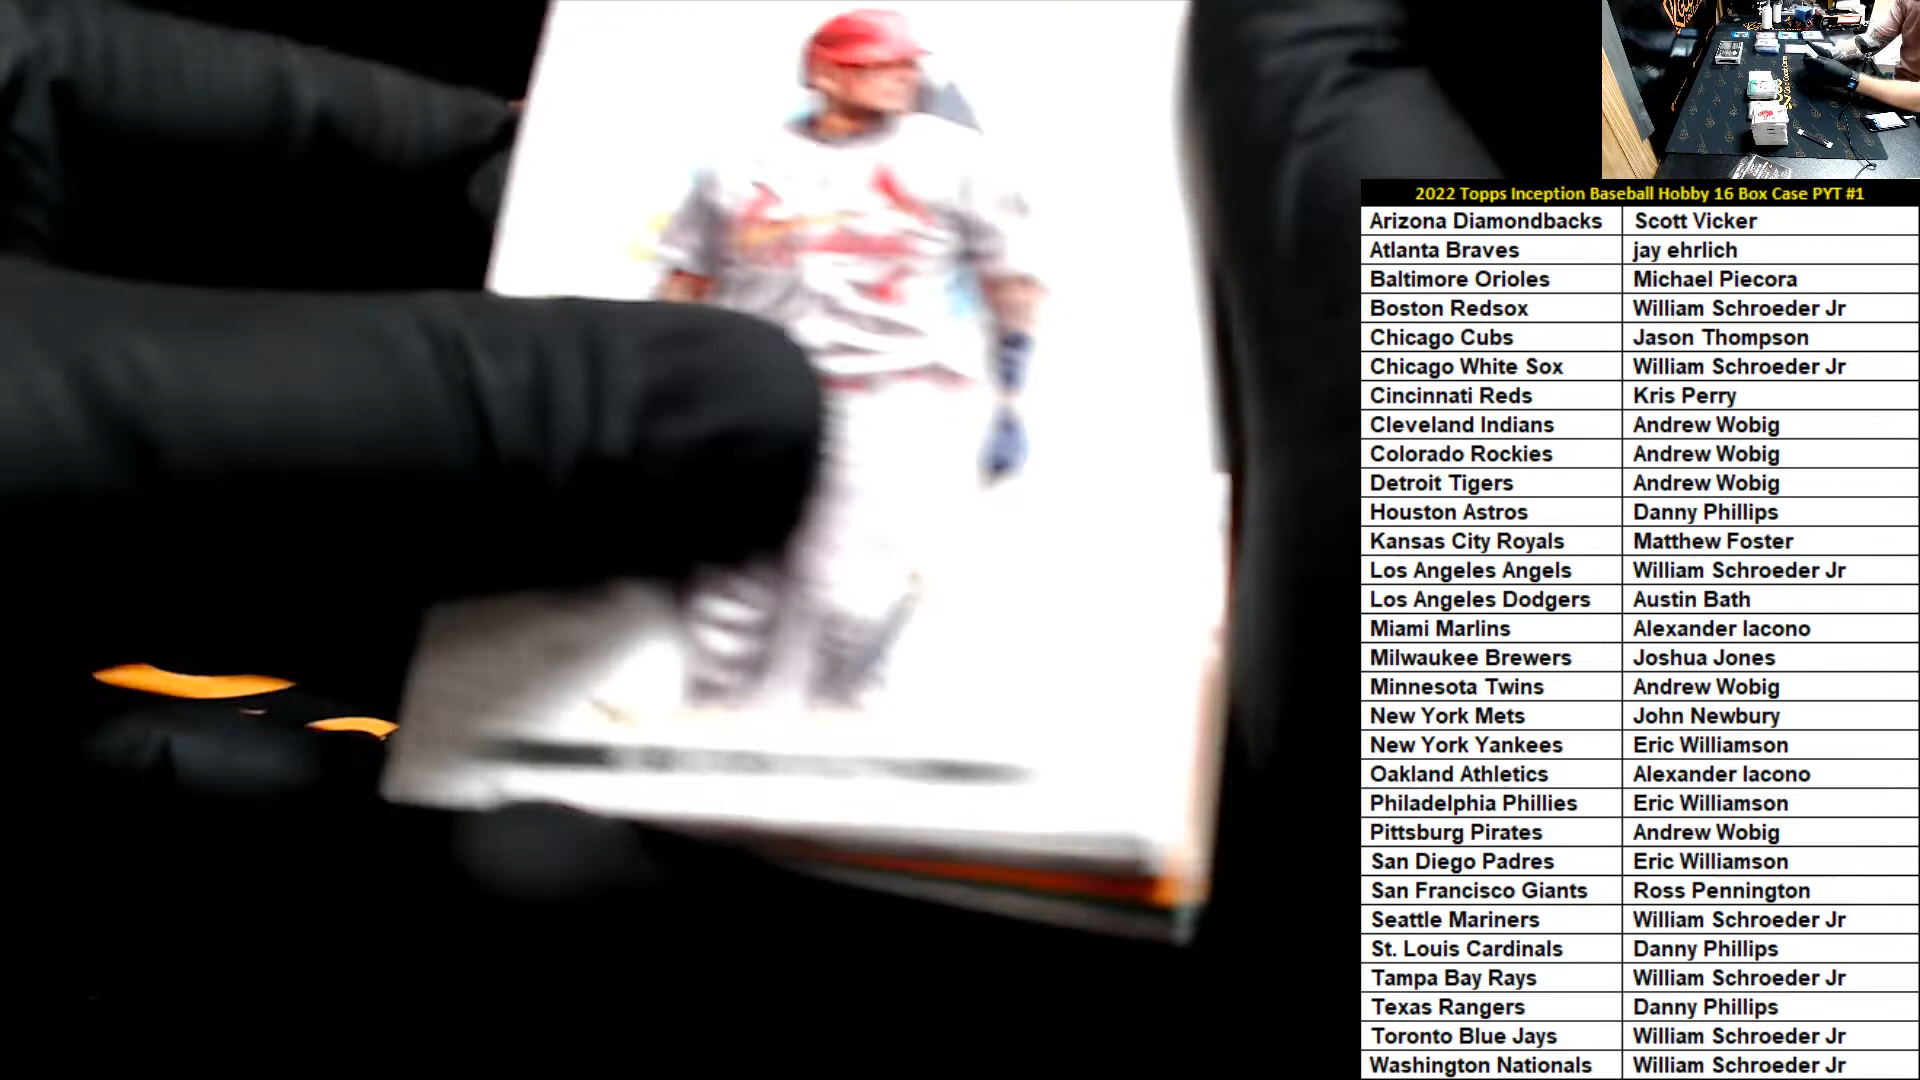 2022 Topps Inception Baseball Hobby 16 Box Case PYT #1
Arizona Diamondbacks Scott Vicker
Atlanta Braves jay ehrlich
Baltimore Orioles Michael Piecora
Boston Redsox William Schroeder Jr
Chicago Cubs Jason Thompson
Chicago White Sox William Schroeder Jr
Cincinnati Reds Kris Perry
Cleveland Indians Andrew Wobig
Colorado Rockies Andrew Wobig
Detroit Tigers Andrew Wobig
Houston Astros Danny Phillips
Kansas City Royals Matthew Foster
Los Angeles Angels William Schroeder Jr
Los Angeles Dodgers Austin Bath
Miami Marlins Alexander Iacono
Milwaukee Brewers Joshua Jones
Minnesota Twins Andrew Wobig
New York Mets John Newbury
New York Yankees Eric Williamson
Oakland Athletics Alexander Iacono
Philadelphia Phillies Eric Williamson
Pittsburg Pirates Andrew Wobig
San Diego Padres Eric Williamson
San Francisco Giants Ross Pennington
Seattle Mariners William Schroeder Jr
St. Louis Cardinals Danny Phillips
Tampa Bay Rays William Schroeder Jr
Texas Rangers Danny Phillips
Toronto Blue Jays William Schroeder Jr
Washington Nationals William Schroeder Jr